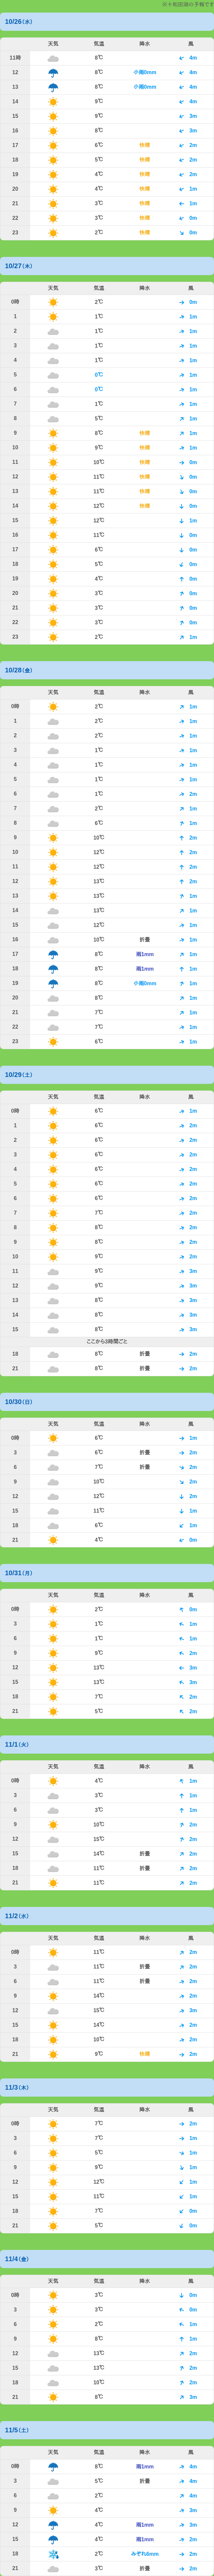 10/26(水)
天気 気温 降水 風
11時 8℃ 4m
12 8℃ 小雨0mm 4m
13 8℃ 小雨0mm 4m
14 9℃ 4m
15 9℃ 3m
16 8℃ 3m
17 6℃ 快晴 2m
18 5℃ 快晴 2m
19 4℃ 快晴 2m
20 4℃ 快晴 1m
21 3℃ 快晴 1m
22 3℃ 快晴 0m
23 2℃ 快晴 0m
10/27(木)
天気 気温 降水 風
0時 2℃ 0m
1 2℃ 1m
2 1℃ 1m
3 1℃ 1m
4 1℃ 1m
5 0℃ 1m
6 0℃ 1m
7 1℃ 1m
8 5℃ 1m
9 8℃ 快晴 1m
10 9℃ 快晴 1m
11 10℃ 快晴 0m
12 11℃ 快晴 0m
13 11℃ 快晴 0m
14 12℃ 快晴 0m
15 12℃ 1m
16 11℃ 0m
17 6℃ 0m
18 5℃ 0m
19 4℃ 0m
20 3℃ 0m
21 3℃ 0m
22 3℃ 0m
23 2℃ 1m
10/28(金)
天気 気温 降水 風
0時 2℃ 1m
1 2℃ 1m
2 2℃ 1m
3 1℃ 1m
4 1℃ 1m
5 1℃ 1m
6 1℃ 2m
7 2℃ 1m
8 6℃ 1m
9 10℃ 2m
10 12℃ 2m
11 12℃ 2m
12 13℃ 2m
13 13℃ 1m
14 13℃ 1m
15 12℃ 1m
16 10℃ 折畳 1m
17 8℃ 雨1mm 1m
18 8℃ 雨1mm 1m
19 8℃ 小雨0mm 1m
20 8℃ 1m
21 7℃ 1m
22 7℃ 1m
23 6℃ 1m
10/29(土)
天気 気温 降水 風
0時 6℃ 1m
1 6℃ 2m
2 6℃ 2m
3 6℃ 2m
4 6℃ 2m
5 6℃ 2m
6 6℃ 2m
7 7℃ 2m
8 8℃ 2m
9 8℃ 2m
10 9℃ 2m
11 9℃ 3m
12 9℃ 3m
13 8℃ 3m
14 8℃ 3m
15 8℃ 3m
ここから3時間ごと
18 8℃ 折畳 2m
21 8℃ 折畳 2m
10/30(日)
天気 気温 降水 風
0時 6℃ 1m
3 6℃ 折畳 2m
6 7℃ 折畳 2m
9 10℃ 2m
12 12℃ 2m
15 11℃ 1m
18 6℃ 1m
21 4℃ 0m
10/31(月)
天気 気温 降水 風
0時 2℃ 0m
3 1℃ 1m
6 1℃ 1m
9 9℃ 2m
12 13℃ 3m
15 13℃ 3m
18 7℃ 2m
21 5℃ 2m
11/1(火)
天気 気温 降水 風
0時 4℃ 1m
3 3℃ 1m
6 3℃ 1m
9 10℃ 2m
12 15℃ 2m
15 14℃ 折畳 2m
18 11℃ 折畳 2m
21 11℃ 2m
11/2(水)
天気 気温 降水 風
0時 11℃ 2m
3 11℃ 折畳 2m
6 11℃ 折畳 2m
9 14℃ 2m
12 15℃ 3m
15 14℃ 2m
18 10℃ 2m
21 9℃ 快晴 2m
11/3(木)
天気 気温 降水 風
0時 7℃ 2m
3 7℃ 1m
6 5℃ 1m
9 9℃ 1m
12 12℃ 1m
15 11℃ 1m
18 7℃ 0m
21 5℃ 0m
11/4(金)
天気 気温 降水 風
0時 3℃ 0m
3 3℃ 0m
6 2℃ 1m
9 8℃ 1m
12 13℃ 2m
15 13℃ 2m
18 10℃ 2m
21 8℃ 3m
11/5(土)
天気 気温 降水 風
0時 8℃ 雨1mm 4m
3 5℃ 折畳 4m
6 2℃ 4m
9 4℃ 3m
12 4℃ 雨1mm 3m
15 4℃ 雨1mm 2m
18 2℃ みぞれ8mm 2m
21 3℃ 折畳 2m